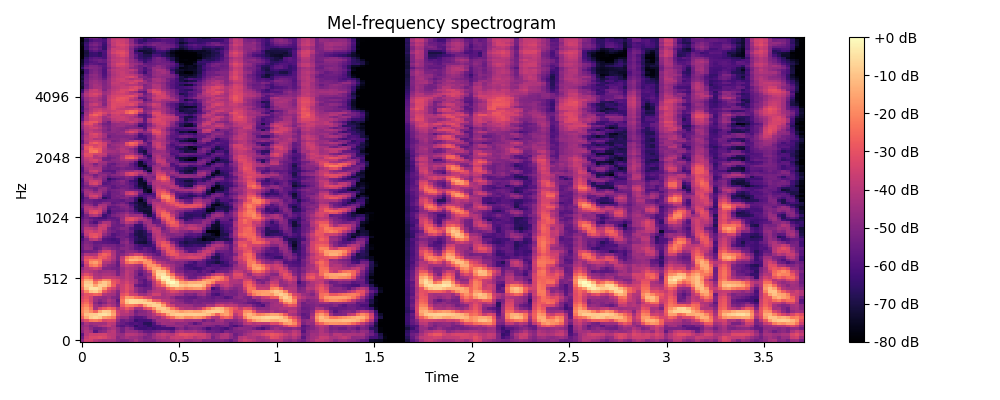 Mel-frequency spectrogram
Hz
4096
2048
1024
512
0
0
0.5
1
1.5
2
2.5
3
3.5
Time
+0 dB
-10 dB
-20 dB
-30 dB
-40 dB
-50 dB
-60 dB
-70 dB
-80 dB